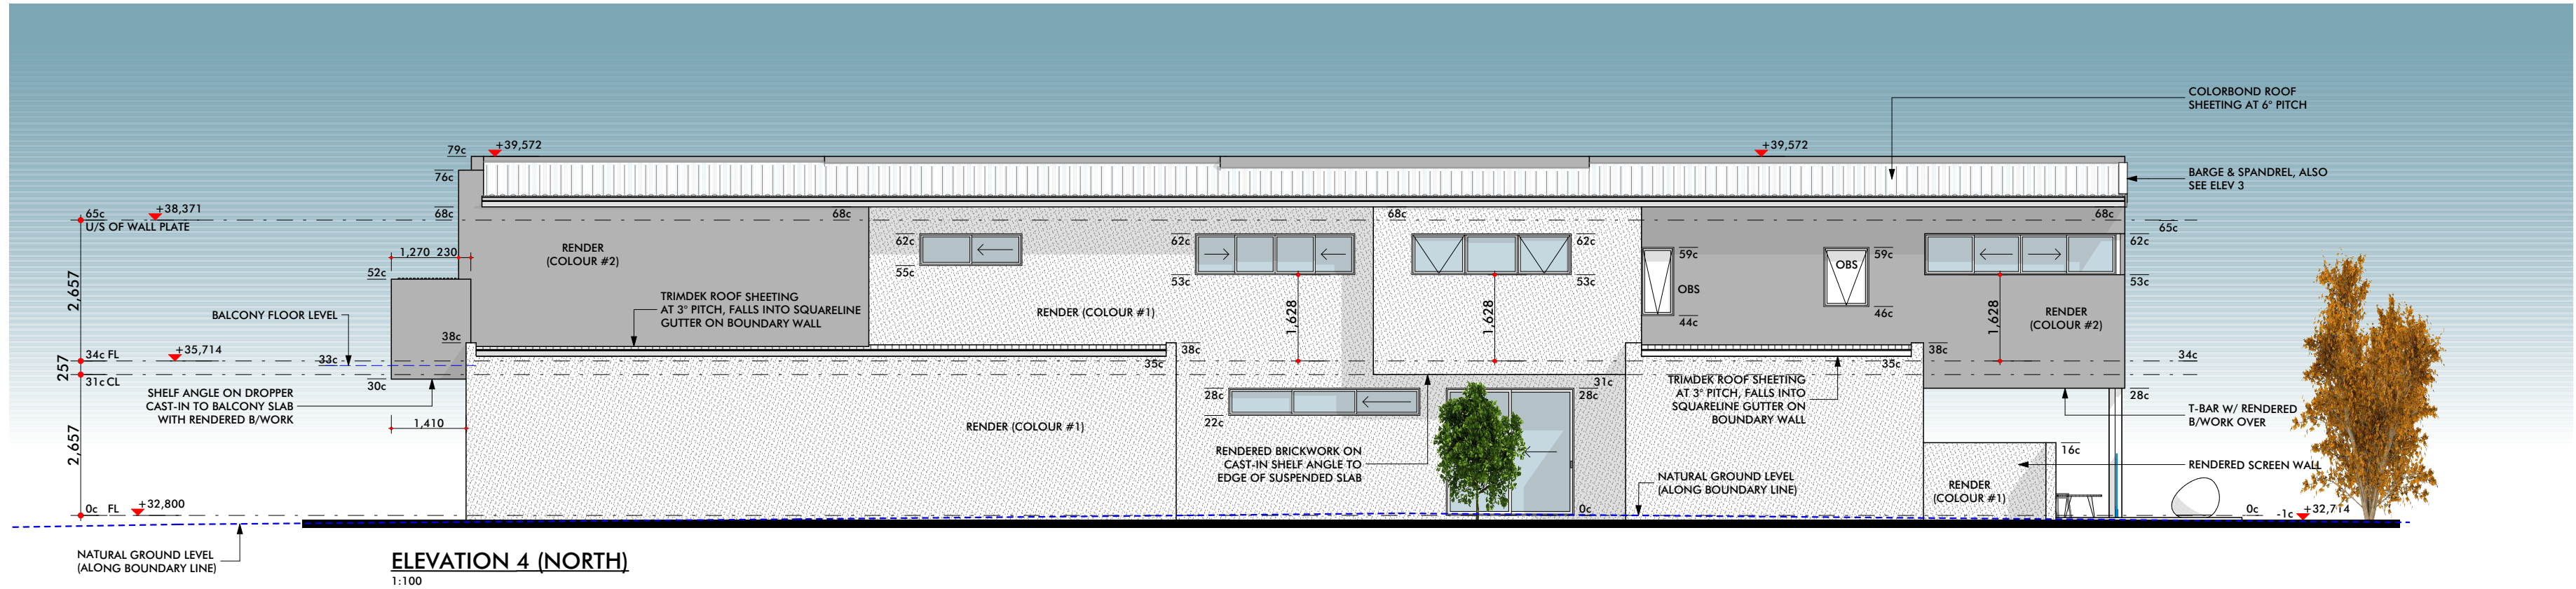 COLORBOND ROOF
SHEETING AT 6° PITCH
79c
+39,572
+39,572
76c
BARGE & SPANDREL, ALSO
SEE ELEV 3
65c
+38,371
U/S OF WALL PLATE
68c
68c
68c
68c
65c
1,270 230
RENDER
(COLOUR #2)
62c
55c
62c
53c
62c
53c
59c
OBS
44c
OBS
59c
46c
62c
53c
52c
2,657
BALCONY FLOOR LEVEL
TRIMDEK ROOF SHEETING
AT 3° PITCH, FALLS INTO SQUARELINE
GUTTER ON BOUNDARY WALL
RENDER (COLOUR #1)
1,628
1,628
1,628
RENDER
(COLOUR #2)
38c
38c
38c
34c FL
+35,714
33c
35c
35c
34c
257
31c CL
30c
31c
SHELF ANGLE ON DROPPER
CAST-IN TO BALCONY SLAB
WITH RENDERED B/WORK
28c
22c
28c
TRIMDEK ROOF SHEETING
AT 3° PITCH, FALLS INTO
SQUARELINE GUTTER ON
BOUNDARY WALL
28c
T-BAR W/ RENDERED
B/WORK OVER
1,410
RENDER (COLOUR #1)
2,657
RENDERED BRICKWORK ON
CAST-IN SHELF ANGLE TO
EDGE OF SUSPENDED SLAB
16c
RENDERED SCREEN WALL
NATURAL GROUND LEVEL
(ALONG BOUNDARY LINE)
RENDER
(COLOUR #1)
0c FL
+32,800
0c
0c
-1c
+32,714
NATURAL GROUND LEVEL
(ALONG BOUNDARY LINE)
ELEVATION 4 (NORTH)
1:100